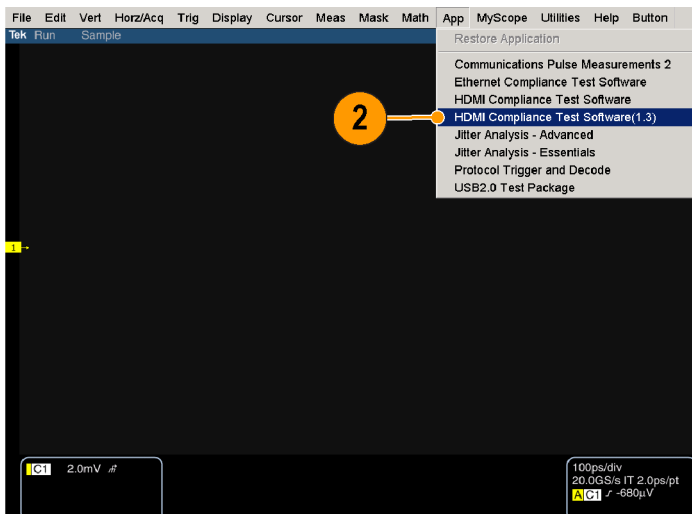 File Edit Vert Horz/Acq Trig Display Cursor Meas Mask Math App MyScope Utilities Help Button
Tek Run Sample
Restore Application
Communications Pulse Measurements 2
Ethernet Compliance Test Software
HDMI Compliance Test Software
2
HDMI Compliance Test Software(1.3)
Jitter Analysis - Advanced
Jitter Analysis - Essentials
Protocol Trigger and Decode
USB2.0 Test Package
1
C1 2.0mV
100ps/div
20.0GS/s IT 2.0ps/pt
A C1 -680µV